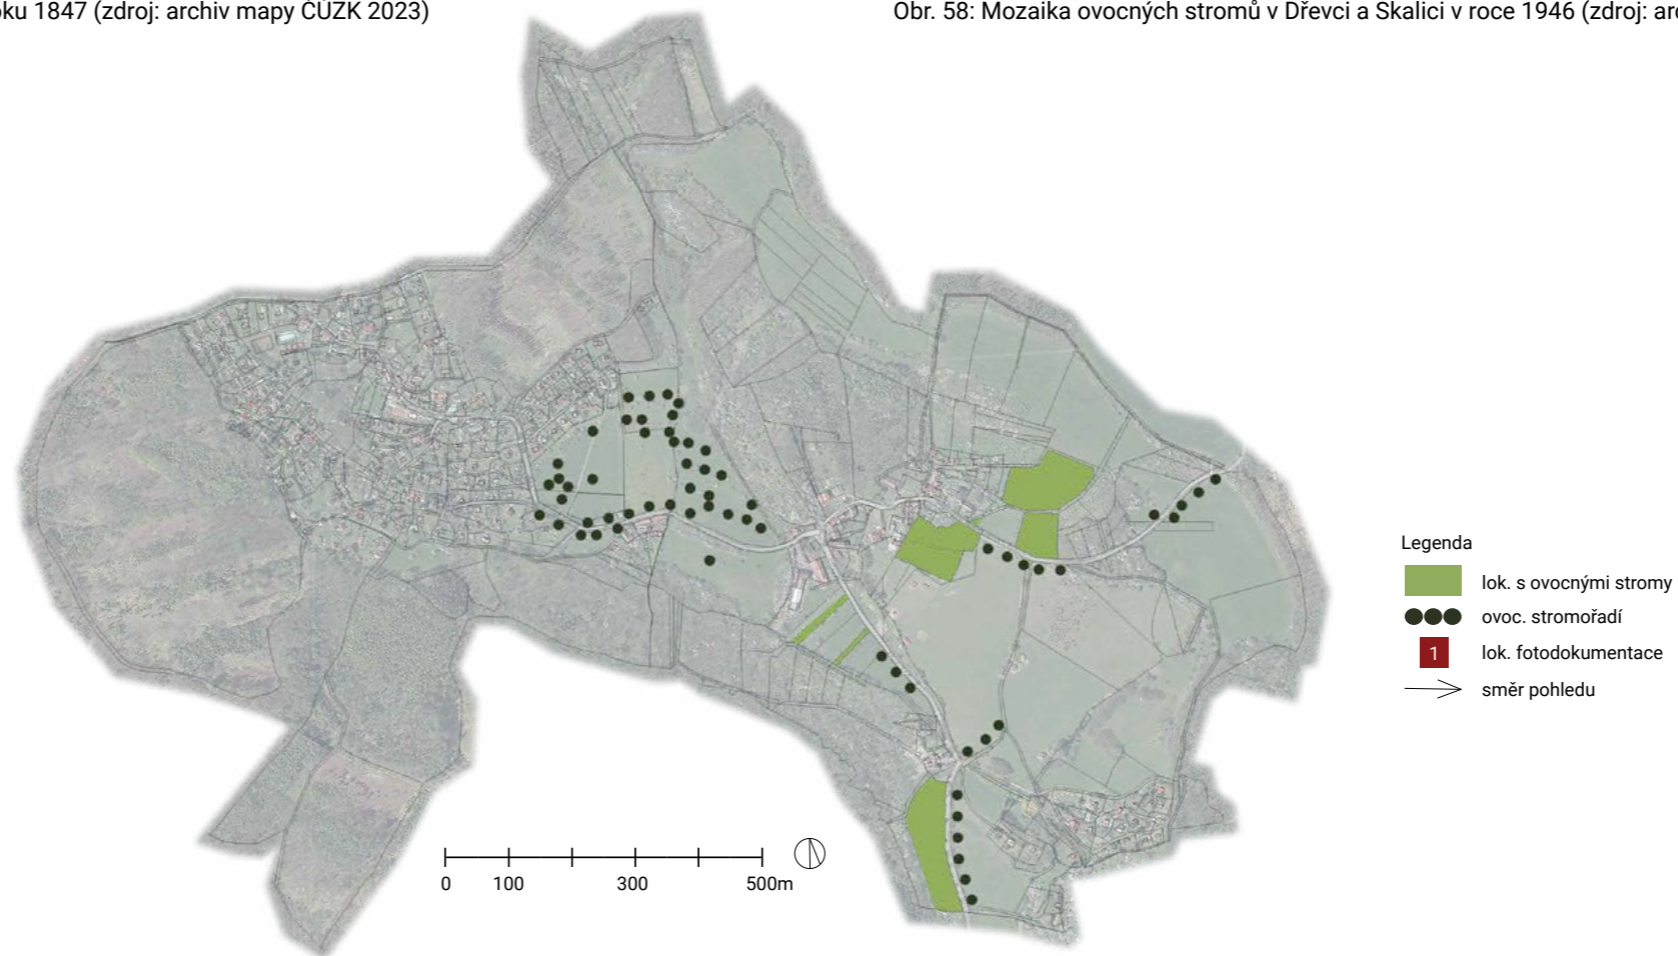 oku 1847 (zdroj: archiv mapy ČÚZK 2023)
Obr. 58: Mozaika ovocných stromů v Dřevci a Skalici v roce 1946 (zdroj: arc
Legenda
lok. s ovocnými stromy
ovoc. stromořadí
1 lok. fotodokumentace
směr pohledu
0 100 300 500m